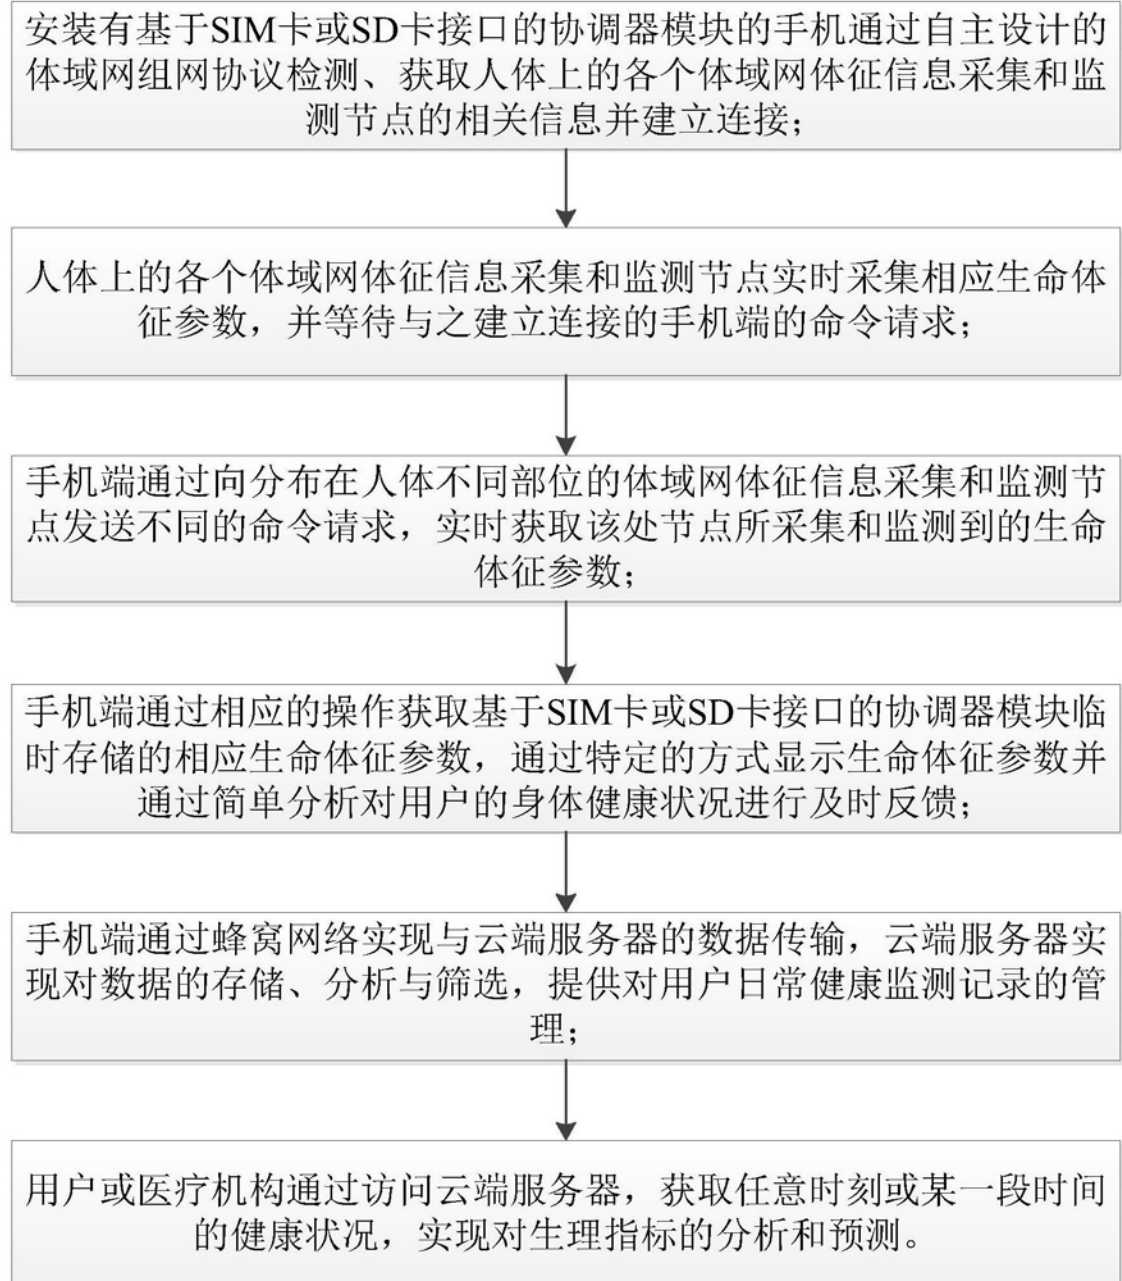 安装有基于SIM卡或SD卡接口的协调器模块的手机通过自主设计的
体域网组网协议检测、获取人体上的各个体域网体征信息采集和监
测节点的相关信息并建立连接；
人体上的各个体域网体征信息采集和监测节点实时采集相应生命体
征参数，并等待与之建立连接的手机端的命令请求；
手机端通过向分布在人体不同部位的体域网体征信息采集和监测节
点发送不同的命令请求，实时获取该处节点所采集和监测到的生命
体征参数；
手机端通过相应的操作获取基于SIM卡或SD卡接口的协调器模块临
时存储的相应生命体征参数，通过特定的方式显示生命体征参数并
通过简单分析对用户的身体健康状况进行及时反馈；
手机端通过蜂窝网络实现与云端服务器的数据传输，云端服务器实
现对数据的存储、分析与筛选，提供对用户日常健康监测记录的管
理；
用户或医疗机构通过访问云端服务器，获取任意时刻或某一段时间
的健康状况，实现对生理指标的分析和预测。